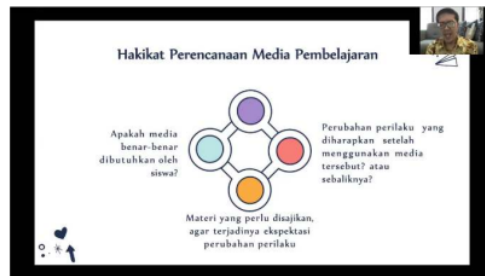 Hakikat Perencanaan Media Pembelajaran
Apakah media
benar-benar
dibutuhkan oleh
siswa?
Perubahan perilaku yang
diharapkan setelah
menggunakan media
tersebut? atau
sebaliknya?
Materi yang perlu disajikan,
agar terjadinya ekspektasi
perubahan perilaku